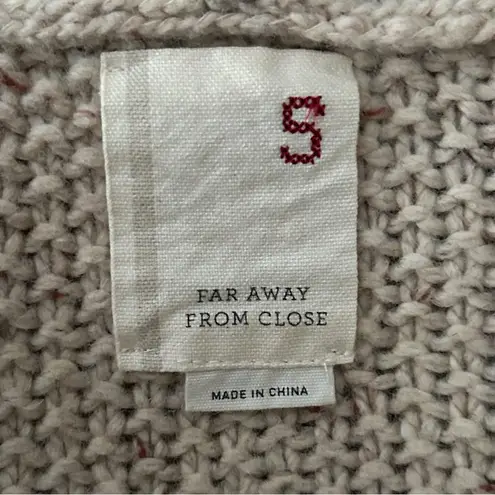 S
FAR AWAY
FROM CLOSE
MADE IN CHINA